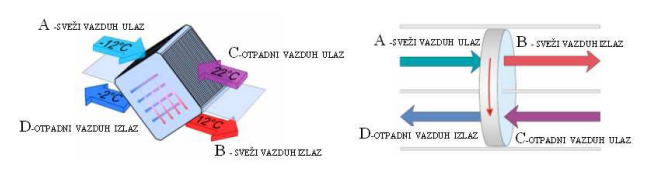 A -SVEŽI VAZDUH ULAZ
-12°C
C-OTPADNI VAZDUH ULAZ
22°C
-2°C
12°C
D-OTPADNI VAZDUH IZLAZ
B - SVEŽI VAZDUH IZLAZ
A -SVEŽI VAZDUH ULAZ
B - SVEŽI VAZDUH IZLAZ
D-OTPADNI VAZDUH IZLAZ
C-OTPADNI VAZDUH ULAZ